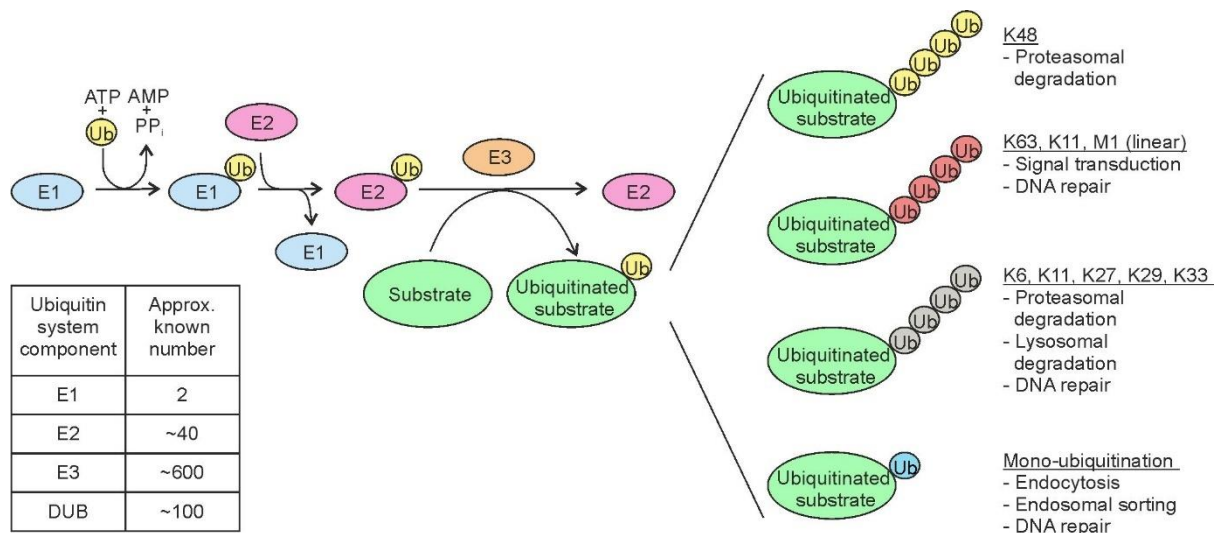 ATP
+
Ub
AMP
+
PPi
E1
E1
Ub
E2
E1
E2
Ub
E3
E2
Substrate
Ubiquitinated
substrate
Ub
Ubiquitin
system
component
Approx.
known
number
E1
2
E2
~40
E3
~600
DUB
~100
Ubiquitinated
substrate
Ub
Ub
Ub
Ub
K48
- Proteasomal
degradation
Ubiquitinated
substrate
Ub
Ub
Ub
Ub
K63, K11, M1 (linear)
- Signal transduction
- DNA repair
Ubiquitinated
substrate
Ub
Ub
Ub
Ub
K6, K11, K27, K29, K33
- Proteasomal
degradation
- Lysosomal
degradation
- DNA repair
Ubiquitinated
substrate
Ub
Mono-ubiquitination
- Endocytosis
- Endosomal sorting
- DNA repair